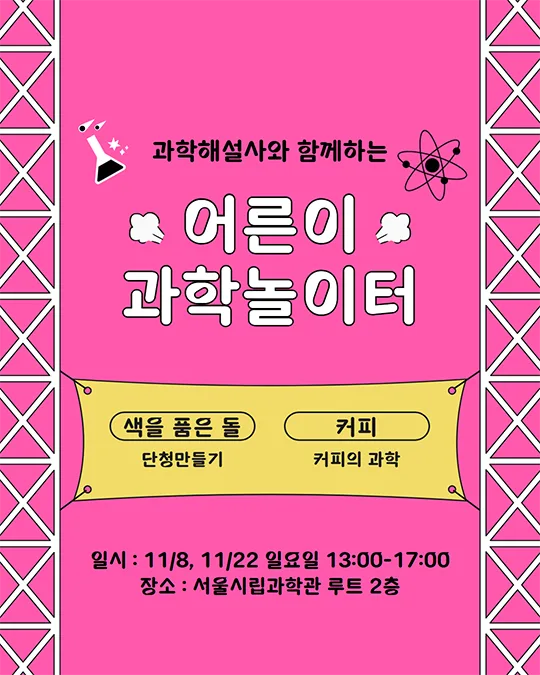 과학해설사와 함께하는
어른이
과학놀이터
색을 품은 돌
커피
단청만들기
커피의 과학
일시 : 11/8, 11/22 일요일 13:00-17:00
장소 : 서울시립과학관 루트 2층